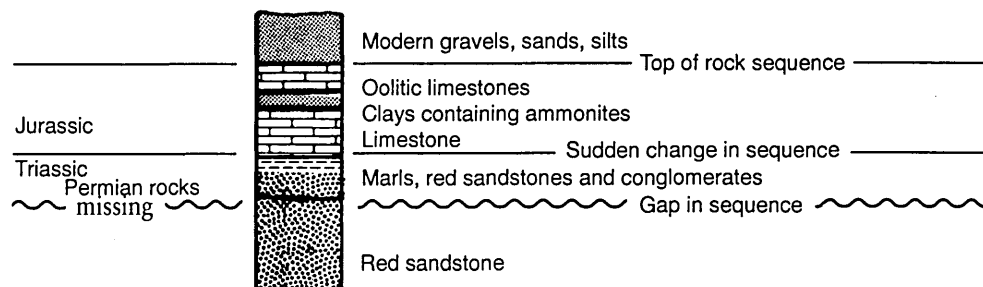 Modern gravels, sands, silts
Top of rock sequence
Oolitic limestones
Clays containing ammonites
Jurassic
Limestone
Sudden change in sequence
Triassic
Marls, red sandstones and conglomerates
Permian rocks
missing
Gap in sequence
Red sandstone